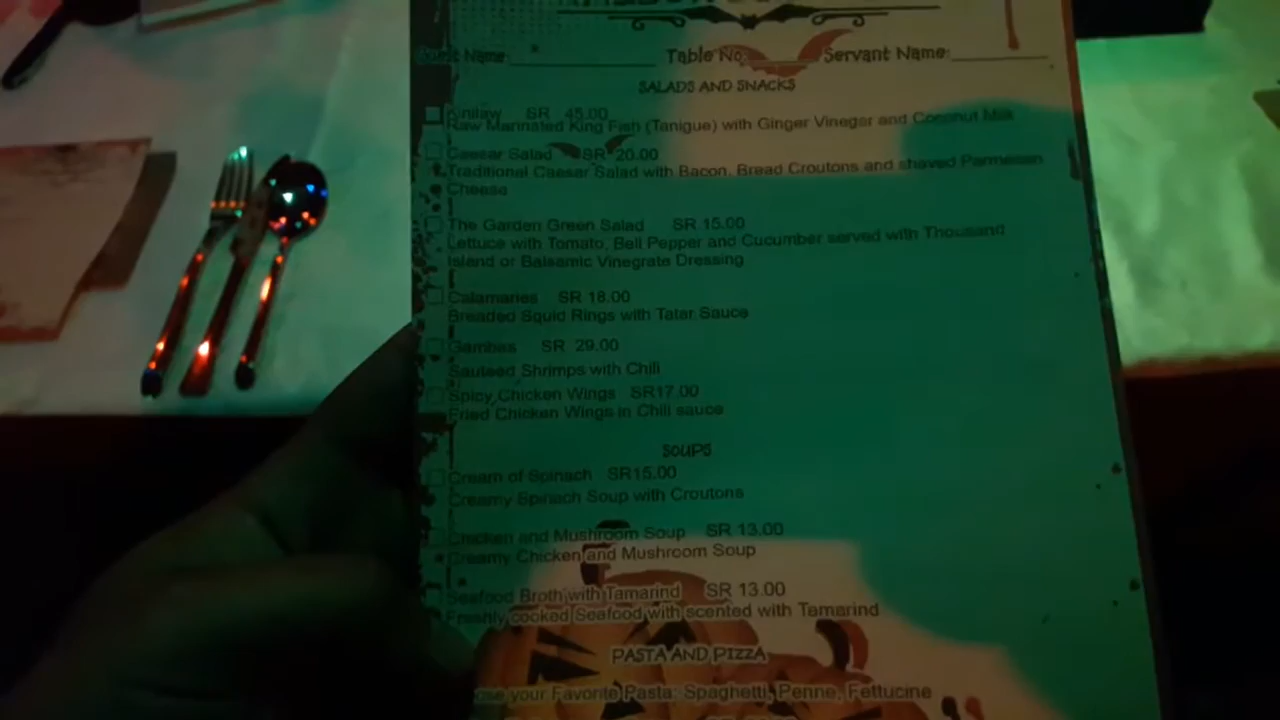 Name:
Table No:
Servant Name:
SALADS AND SNACKS
Kinilaw SR 45.00
Raw Marinated King Fish (Tanigue) with Ginger Vinegar and Coconut Milk
Caesar Salad SR 20.00
Traditional Caesar Salad with Bacon, Bread Croutons and shaved Parmesan
Cheese
The Garden Green Salad SR 15.00
Lettuce with Tomato, Bell Pepper and Cucumber served with Thousand
Island or Balsamic Vinegrate Dressing
Calamaries SR 18.00
Breaded Squid Rings with Tatar Sauce
Gambas SR 29.00
Sauteed Shrimps with Chili
Spicy Chicken Wings SR17.00
Fried Chicken Wings in Chili sauce
SOUPS
Cream of Spinach SR15.00
Creamy Spinach Soup with Croutons
Chicken and Mushroom Soup SR 13.00
Creamy Chicken and Mushroom Soup
Seafood Broth with Tamarind SR 13.00
Freshly cooked Seafood with scented with Tamarind
PASTA AND PIZZA
your Favorite Pasta: Spaghetti, Penne, Fettucine